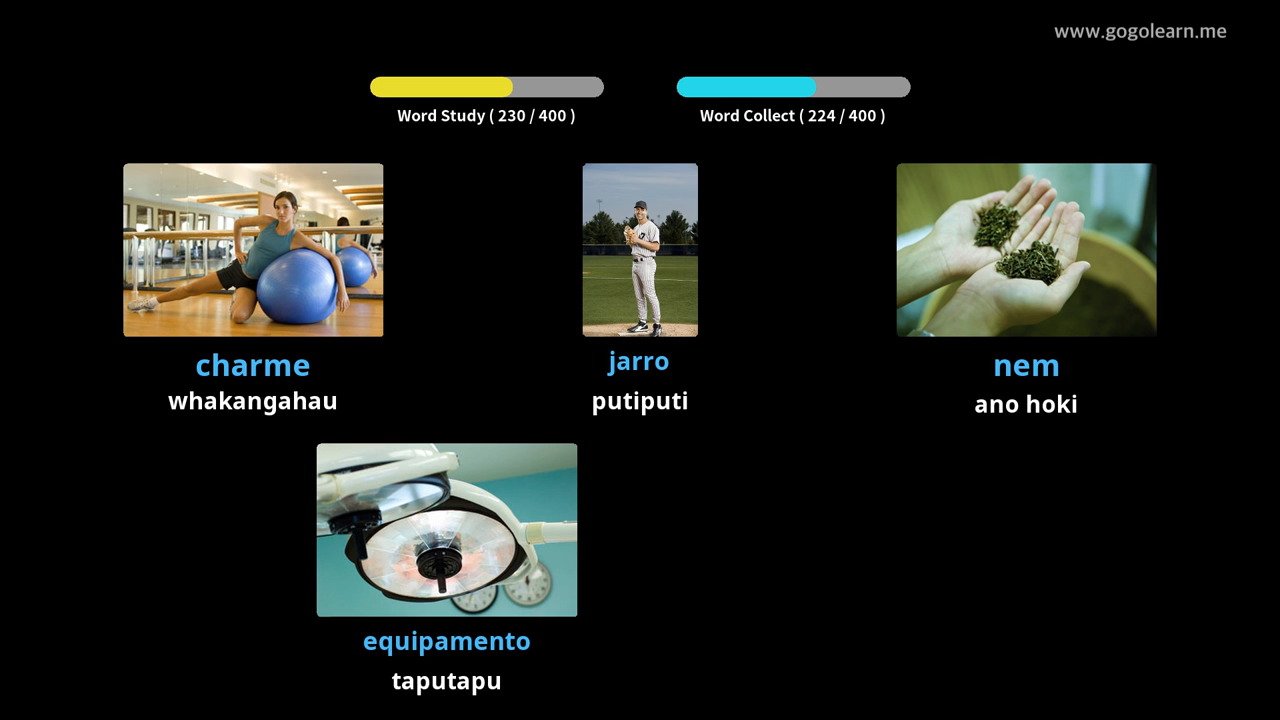 www.gogolearn.me
Word Study ( 230 / 400 )
Word Collect ( 224 / 400 )
charme
whakangahau
jarro
putiputi
nem
ano hoki
equipamento
taputapu